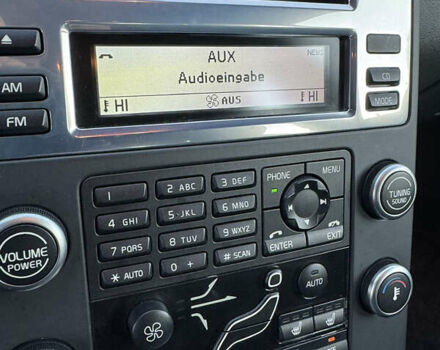 AUX
NEWS
Audioeingabe
HI
AUS
HI
AM
FM
CD
MODE
VOLUME
POWER
1
2 ABC
3 DEF
4 GHI
5 JKL
6 MNO
7 PQRS
8 TUV
9 WXYZ
* AUTO
0 +
# SCAN
PHONE
MENU
ENTER
EXIT
TUNING
SOUND
AUTO